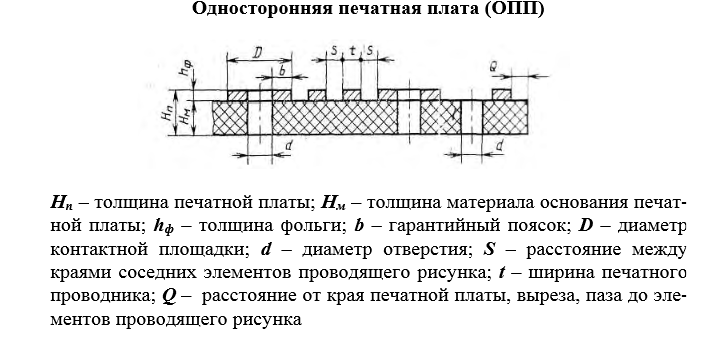 Односторонняя печатная плата (ОПП)
D
b
S
t
S
Q
hф
Hп
Hм
d
d
Hп – толщина печатной платы; Hм – толщина материала основания печат-
ной платы; hф – толщина фольги; b – гарантийный поясок; D – диаметр
контактной площадки; d – диаметр отверстия; S – расстояние между
краями соседних элементов проводящего рисунка; t – ширина печатного
проводника; Q – расстояние от края печатной платы, выреза, паза до эле-
ментов проводящего рисунка